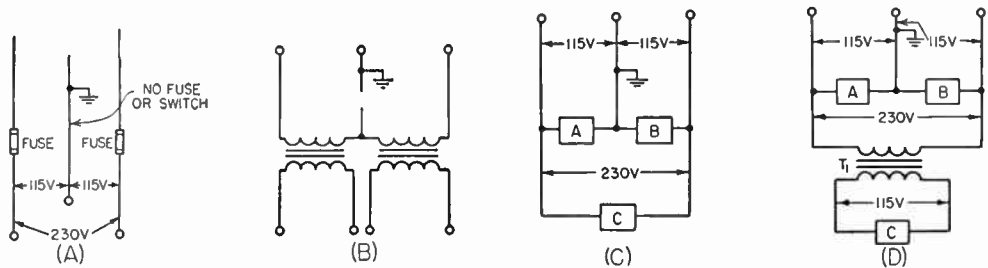 NO FUSE
OR SWITCH
FUSE
FUSE
115V
115V
230V
(A)
(B)
115V
115V
A
B
230V
C
(C)
115V
115V
A
B
230V
T1
115V
C
(D)